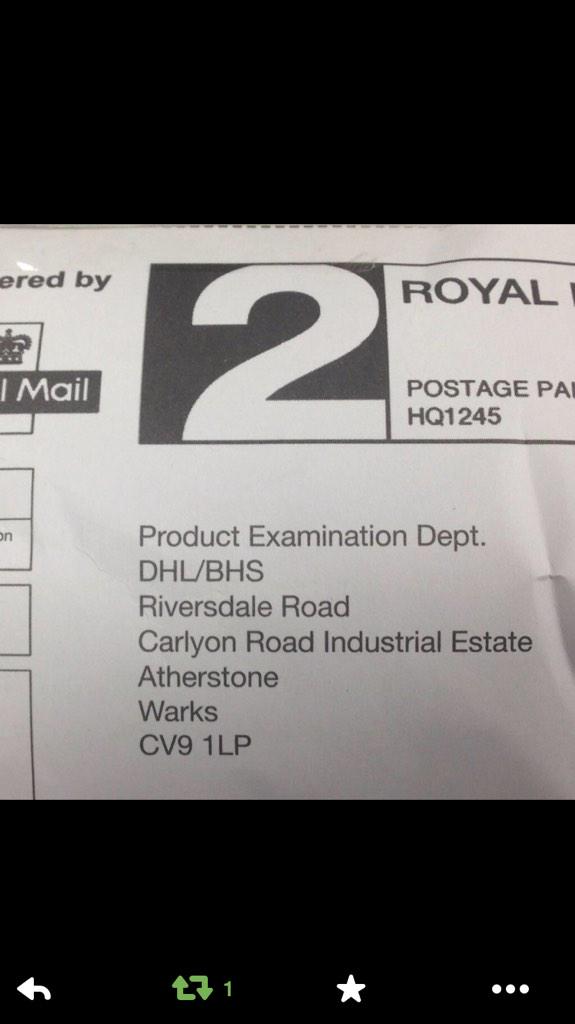 ered by
l Mail
on
2
ROYAL
POSTAGE PAI
HQ1245
Product Examination Dept.
DHL/BHS
Riversdale Road
Carlyon Road Industrial Estate
Atherstone
Warks
CV9 1LP
1